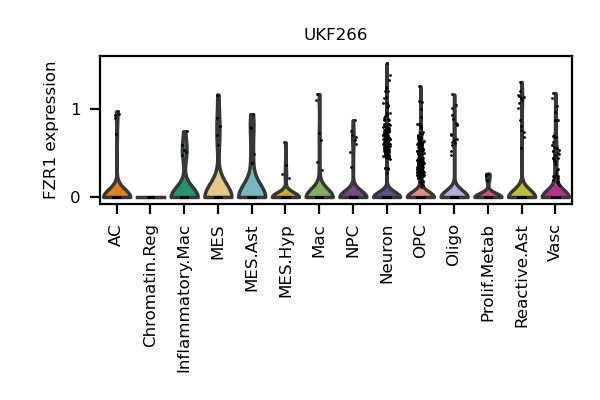 UKF266
FZR1 expression
1
0
AC
Chromatin.Reg
Inflammatory.Mac
MES
MES.Ast
MES.Hyp
Mac
NPC
Neuron
OPC
Oligo
Prolif.Metab
Reactive.Ast
Vasc